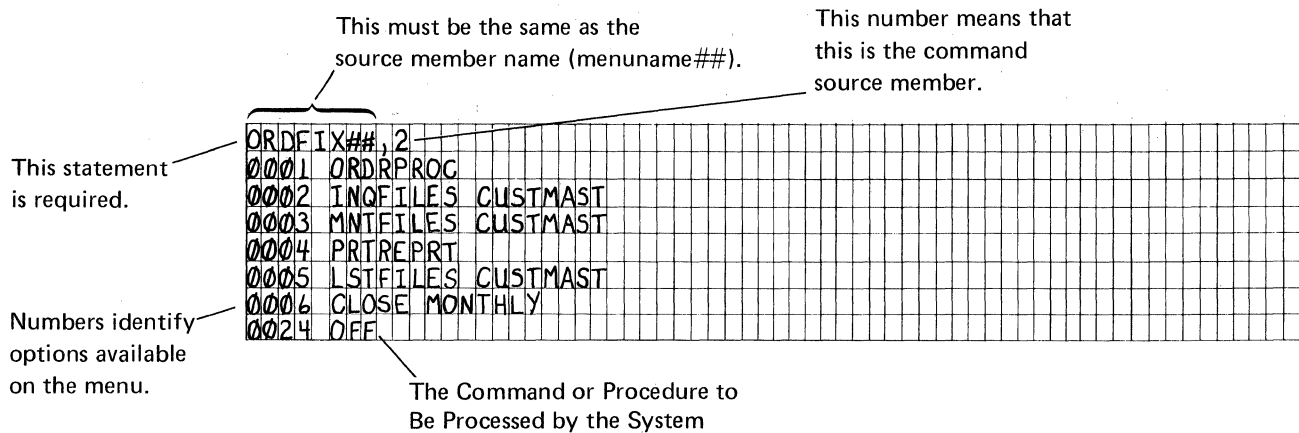 This must be the same as the
source member name (menuname##).
This number means that
this is the command
source member.
This statement
is required.
ORDFIX##,2
0001 ORDRPROC
0002 INQFILES CUSTMAST
0003 MNTFILES CUSTMAST
0004 PRTREPRT
0005 LSTFILES CUSTMAST
0006 CLOSE MONTHLY
0024 OFF
Numbers identify
options available
on the menu.
The Command or Procedure to
Be Processed by the System